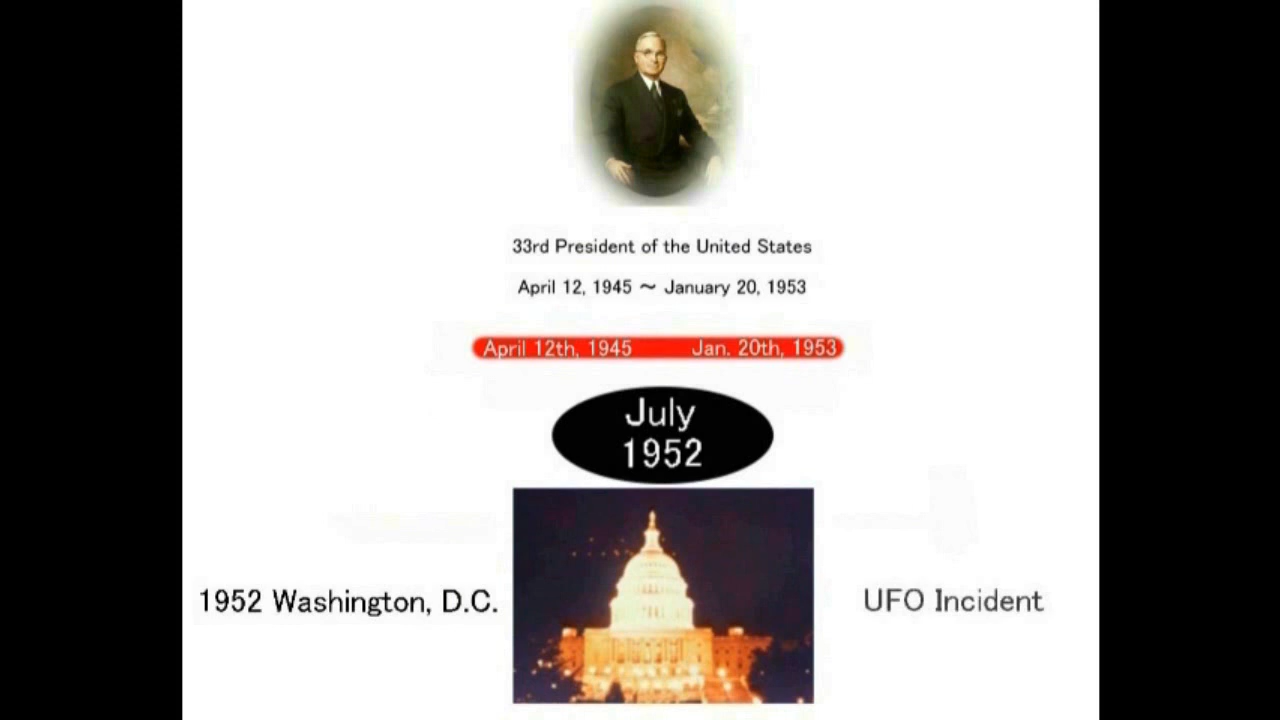 33rd President of the United States
April 12, 1945 ～ January 20, 1953
April 12th, 1945 Jan. 20th, 1953
July
1952
1952 Washington, D.C.
UFO Incident